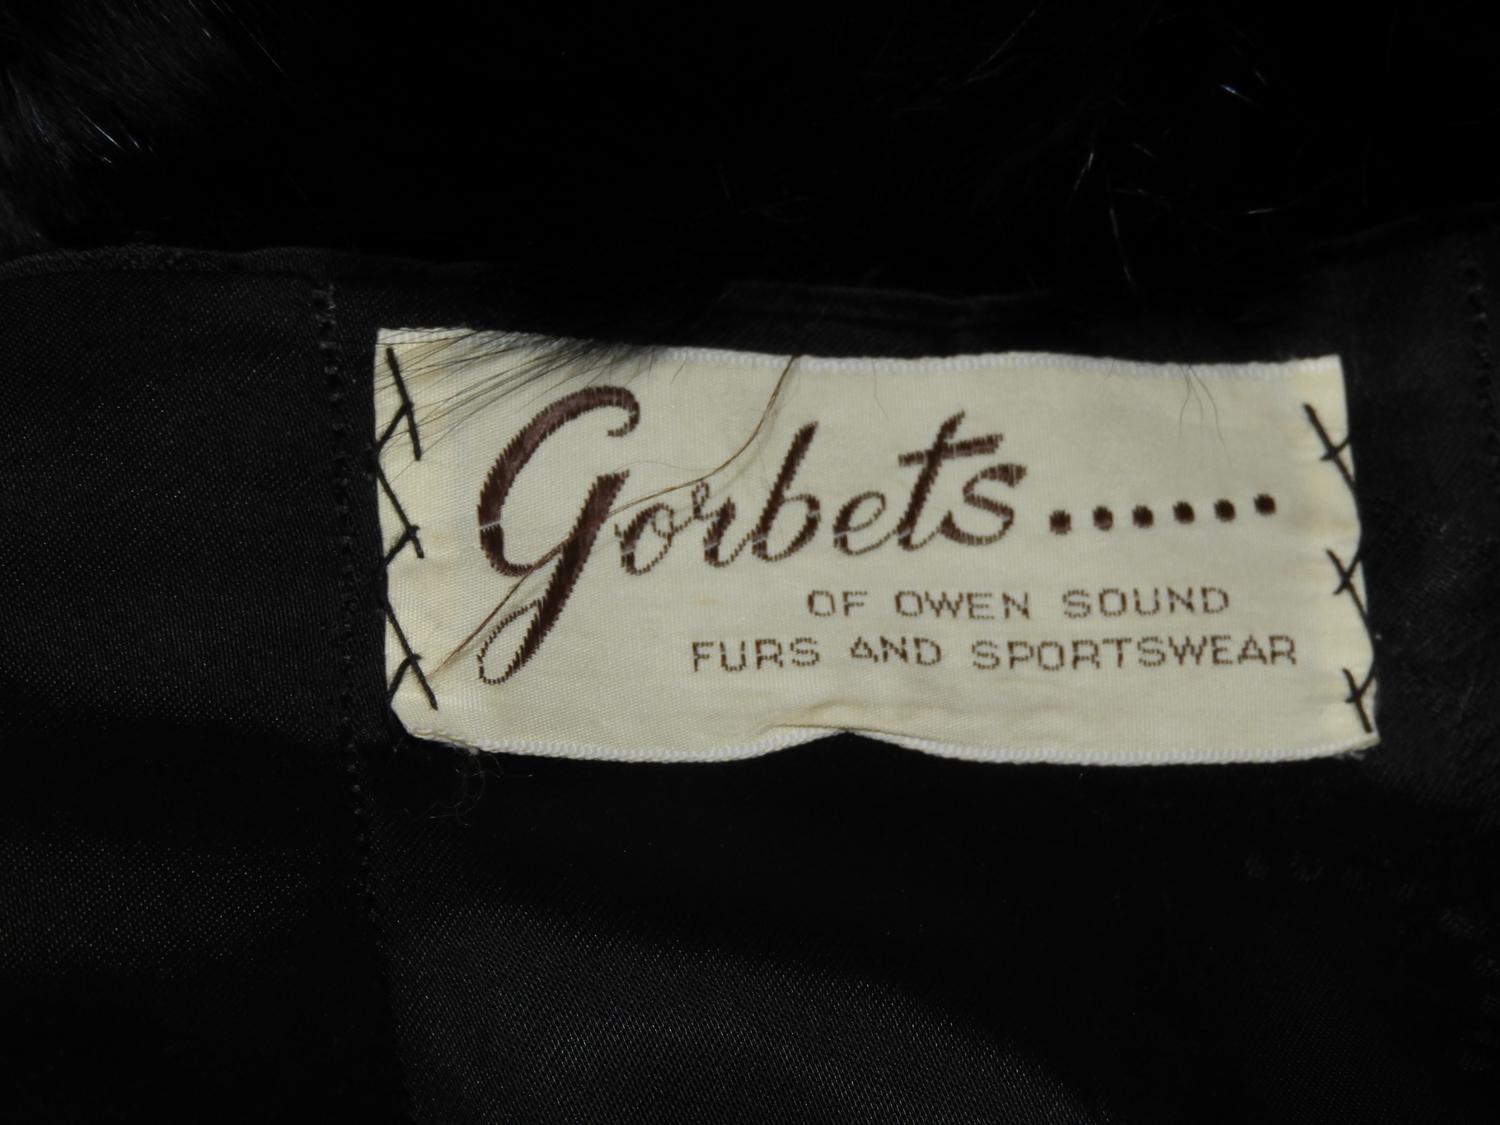 Gorbets......
OF OWEN SOUND
FURS AND SPORTSWEAR